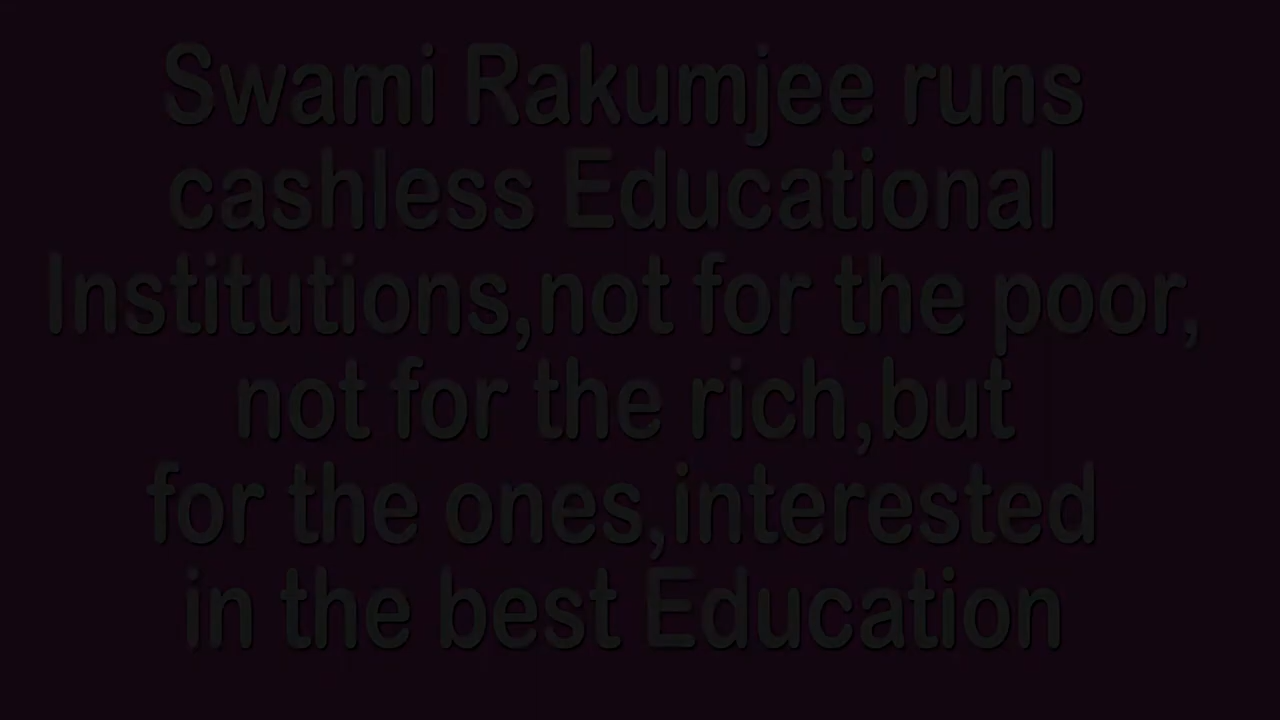 Swami Rakumjee runs
cashless Educational
Institutions,not for the poor,
not for the rich,but
for the ones,interested
in the best Education